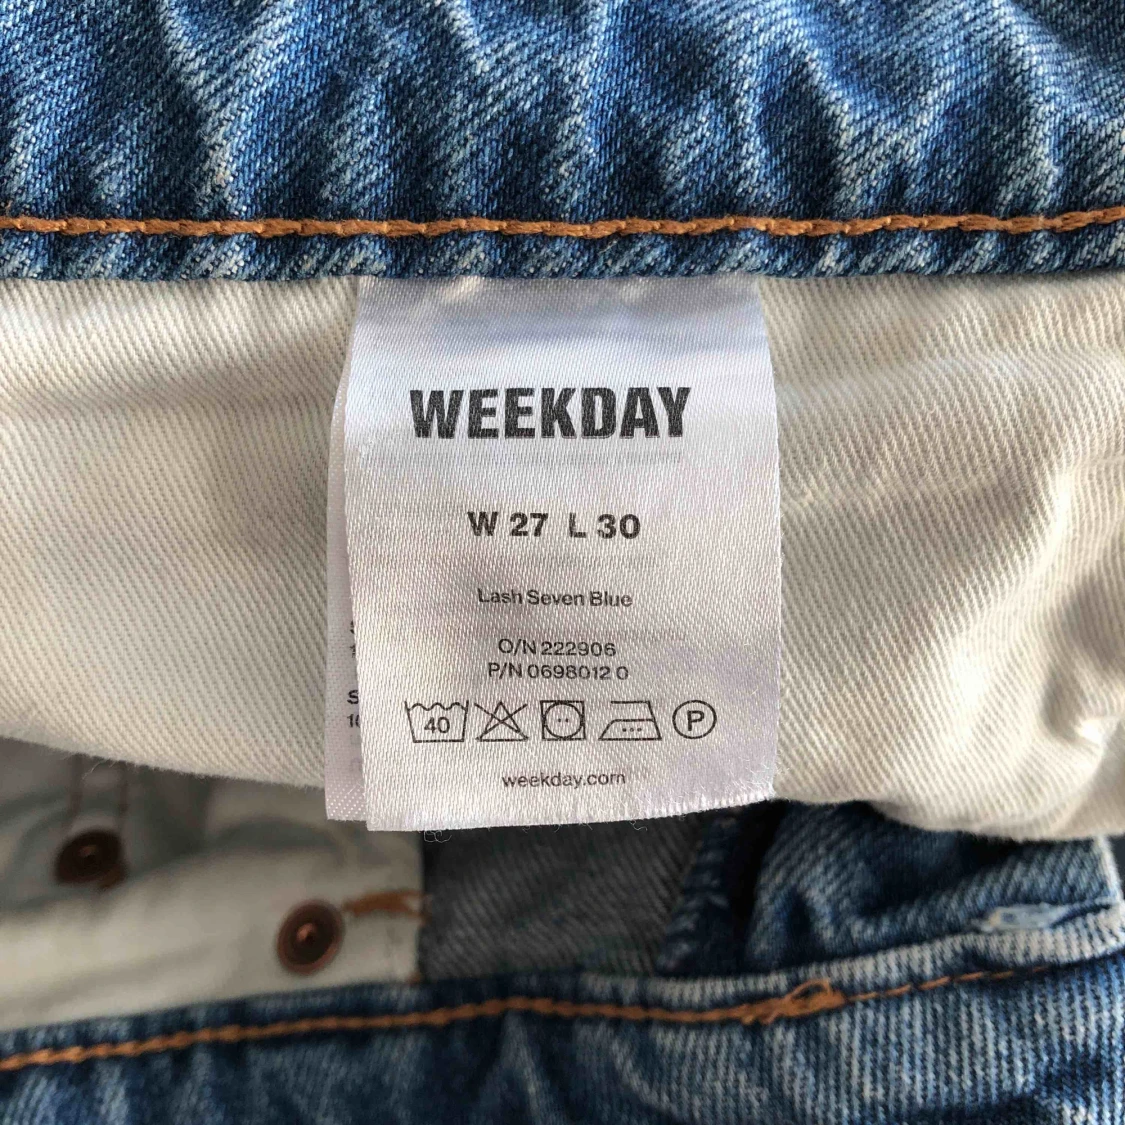 WEEKDAY
W 27 L 30
Lash Seven Blue
O/N 222906
P/N 0698012 0
40 P
weekday.com